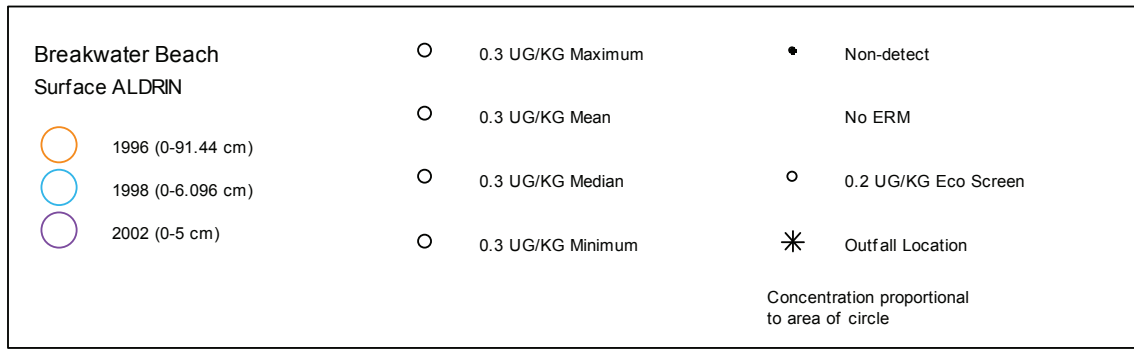 Breakwater Beach
Surface ALDRIN
1996 (0-91.44 cm)
1998 (0-6.096 cm)
2002 (0-5 cm)
0.3 UG/KG Maximum
0.3 UG/KG Mean
0.3 UG/KG Median
0.3 UG/KG Minimum
Non-detect
No ERM
0.2 UG/KG Eco Screen
Outfall Location
Concentration proportional
to area of circle